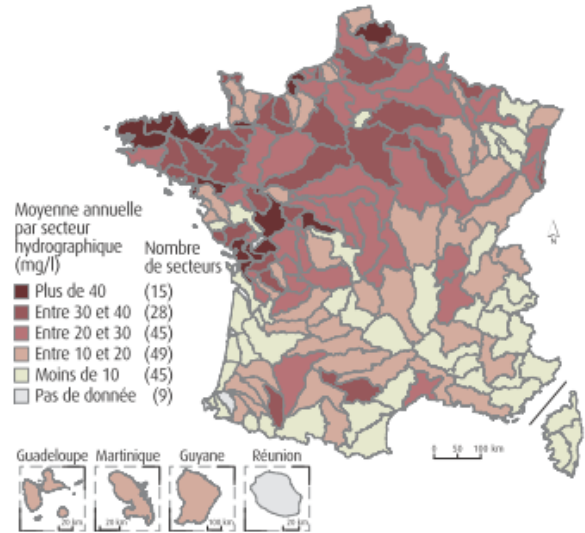 Moyenne annuelle
par secteur
hydrographique
(mg/l)
Nombre
de secteurs
Plus de 40 (15)
Entre 30 et 40 (28)
Entre 20 et 30 (45)
Entre 10 et 20 (49)
Moins de 10 (45)
Pas de donnée (9)
0 50 100 km
Guadeloupe Martinique Guyane Réunion
20 km 20 km 100 km 20 km